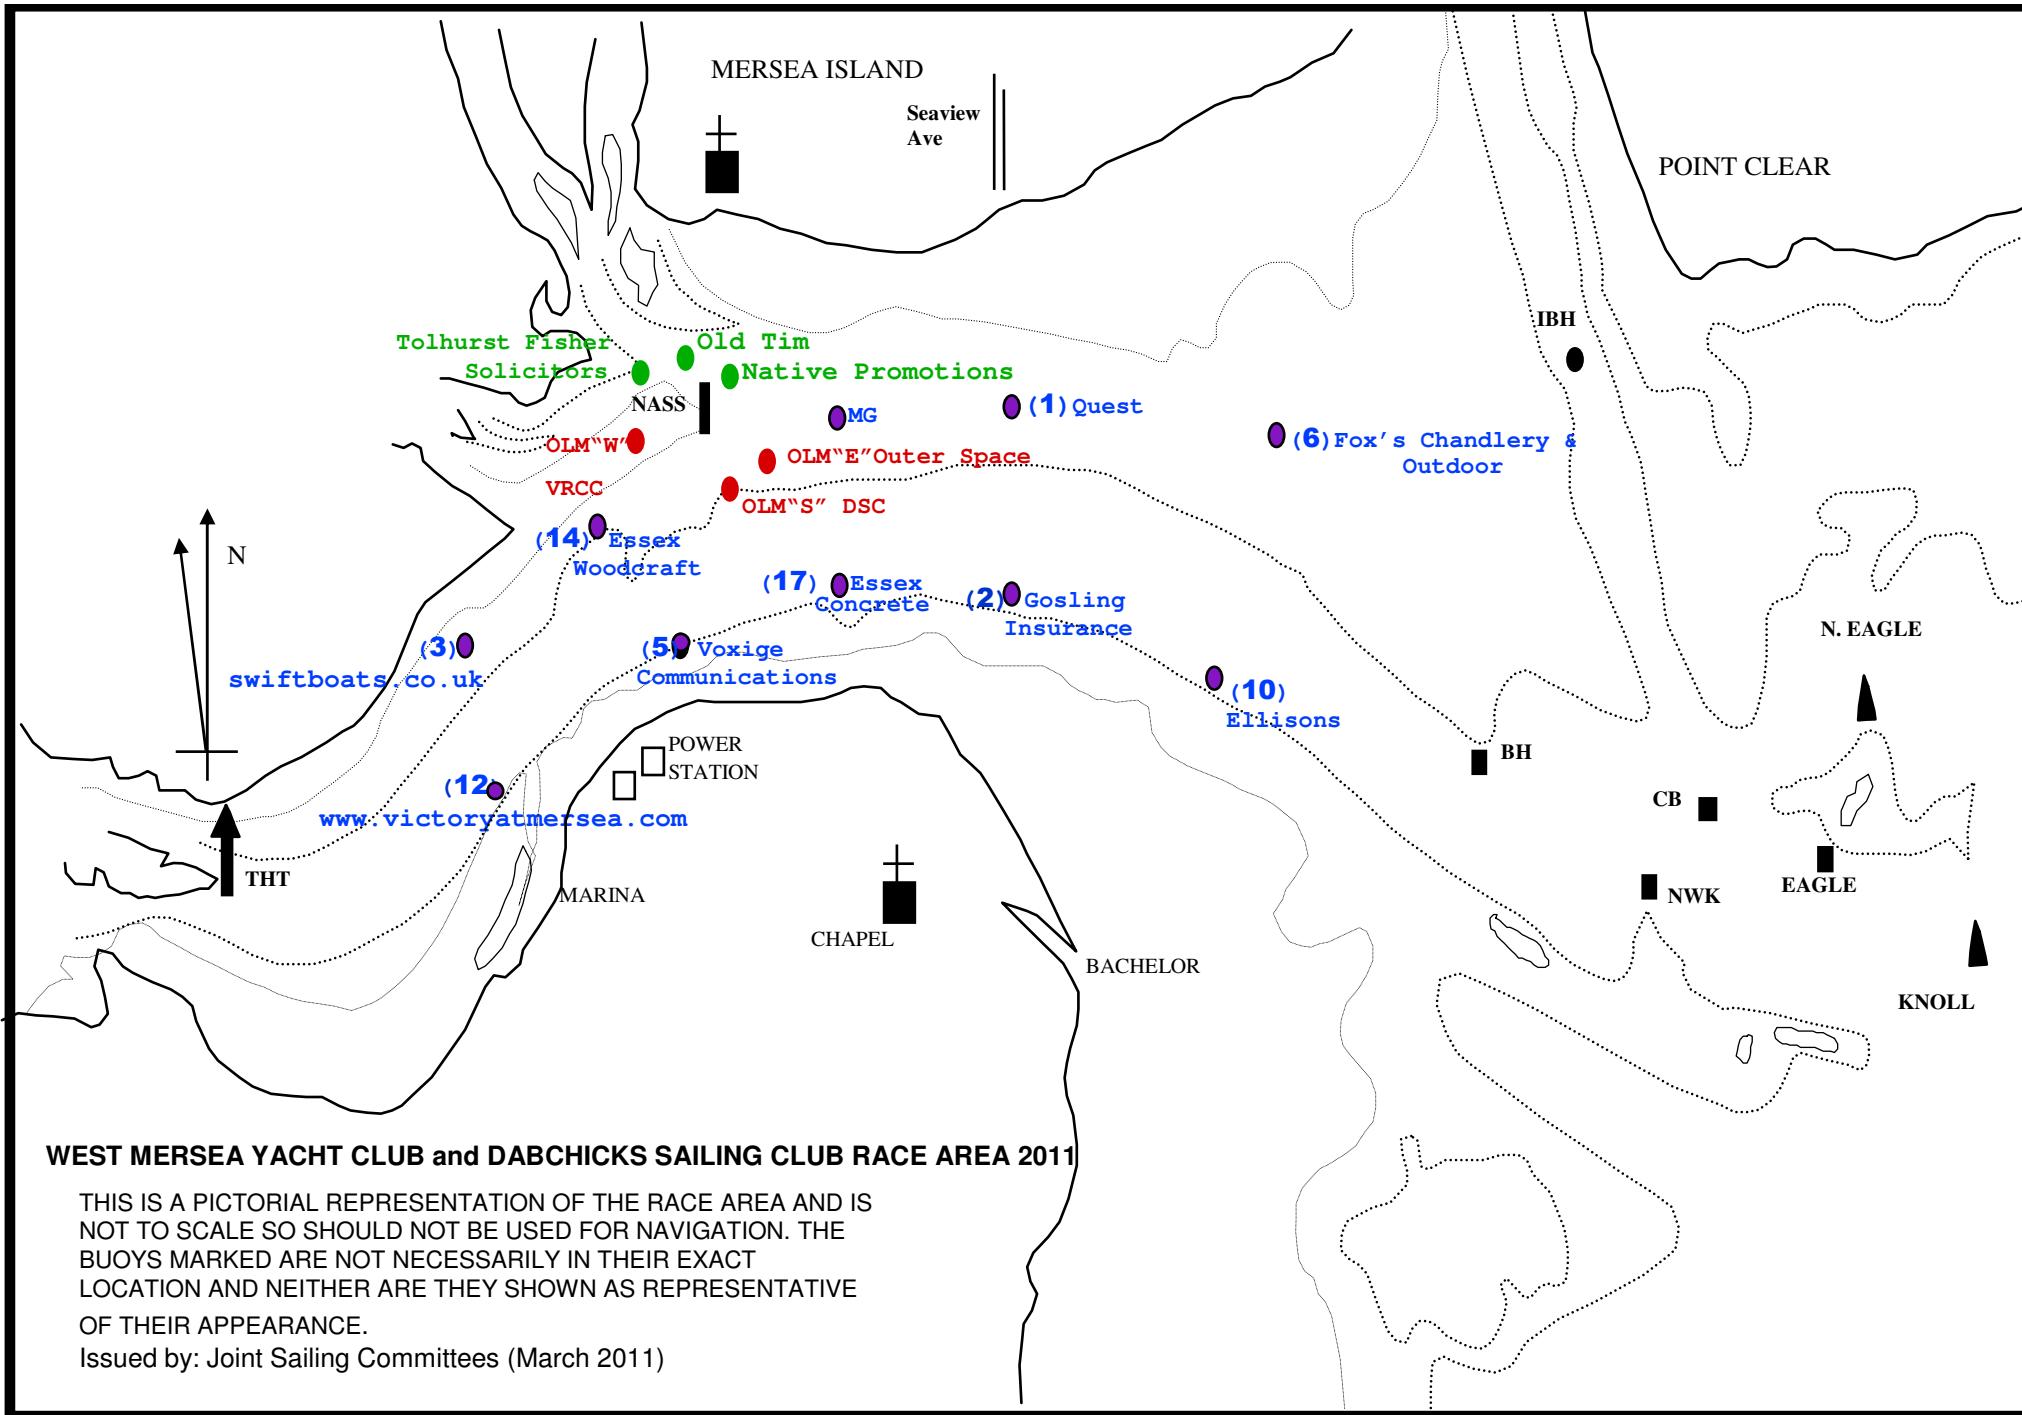 MERSEA ISLAND
Seaview
Ave
POINT CLEAR
IBH
Tolhurst Fisher
Solicitors
Old Tim
Native Promotions
NASS
MG
(1)Quest
(6)Fox's Chandlery &
Outdoor
OLM“W”
VRCC
OLM“E”Outer Space
OLM“S” DSC
N
(14) Essex
Woodcraft
(17) Essex
Concrete
(2) Gosling
Insurance
N. EAGLE
(3)
swiftboats.co.uk
(5) Voxige
Communications
(10)
Ellisons
POWER
STATION
BH
(12)
www.victoryatmersea.com
CB
THT
MARINA
EAGLE
NWK
CHAPEL
BACHELOR
KNOLL
WEST MERSEA YACHT CLUB and DABCHICKS SAILING CLUB RACE AREA 2011
THIS IS A PICTORIAL REPRESENTATION OF THE RACE AREA AND IS
NOT TO SCALE SO SHOULD NOT BE USED FOR NAVIGATION. THE
BUOYS MARKED ARE NOT NECESSARILY IN THEIR EXACT
LOCATION AND NEITHER ARE THEY SHOWN AS REPRESENTATIVE
OF THEIR APPEARANCE.
Issued by: Joint Sailing Committees (March 2011)